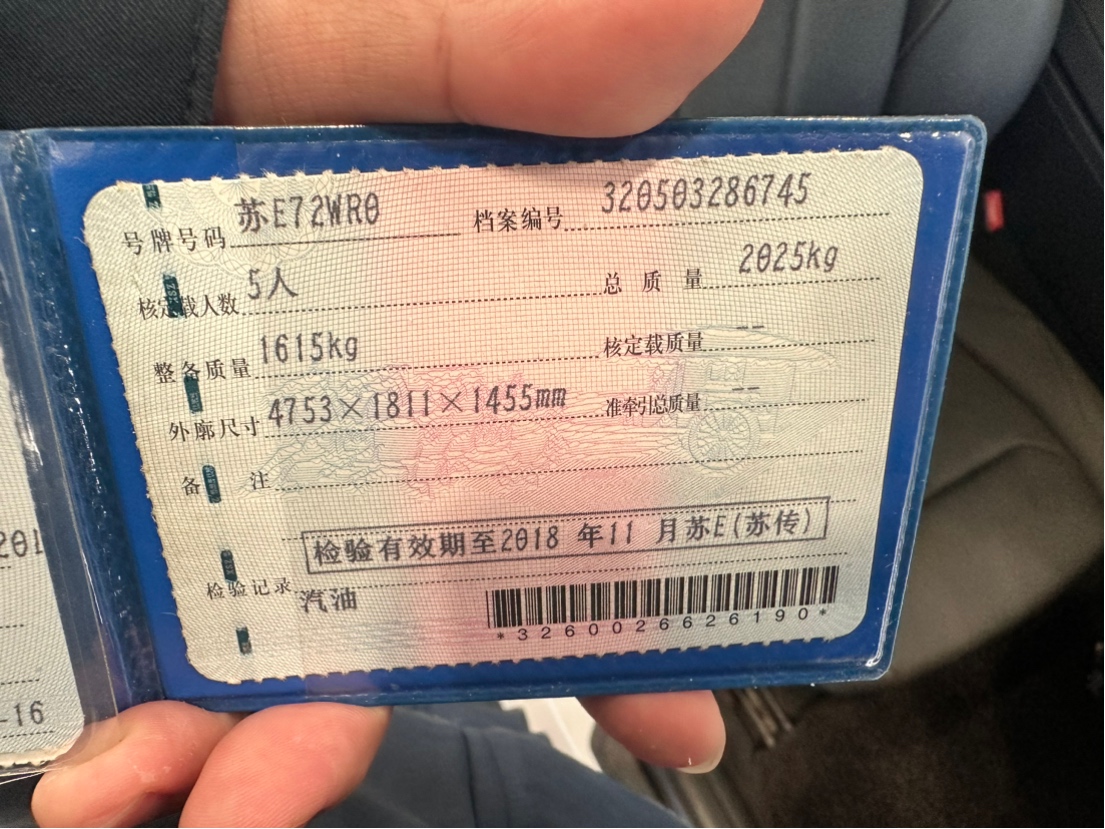 号牌号码 苏E72WR0 档案编号 320503286745
核定载人数 5人 总质量 2025kg
整备质量 1615kg 核定载质量 --
外廓尺寸 4753×1811×1455mm 准牵引总质量 --
备注
检验有效期至2018 年11 月苏E(苏传)
检验记录
汽油
*3260026626190*
201
-16